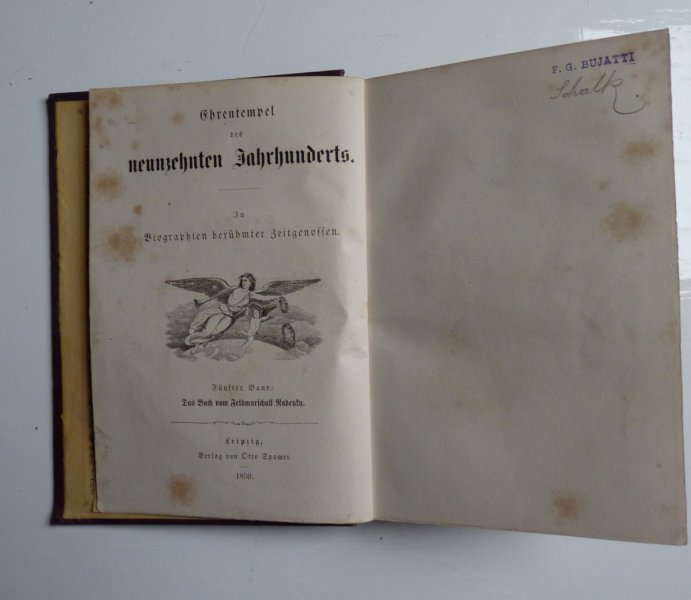 Ehrentempel
des
neunzehnten Jahrhunderts.
In
Biographien berühmter Zeitgenossen.
Fünfter Band:
Das Buch vom Feldmarschall Radetzky.
Leipzig.
Verlag von Otto Spamer.
1859.
F. G. BUJATTI
Schalk